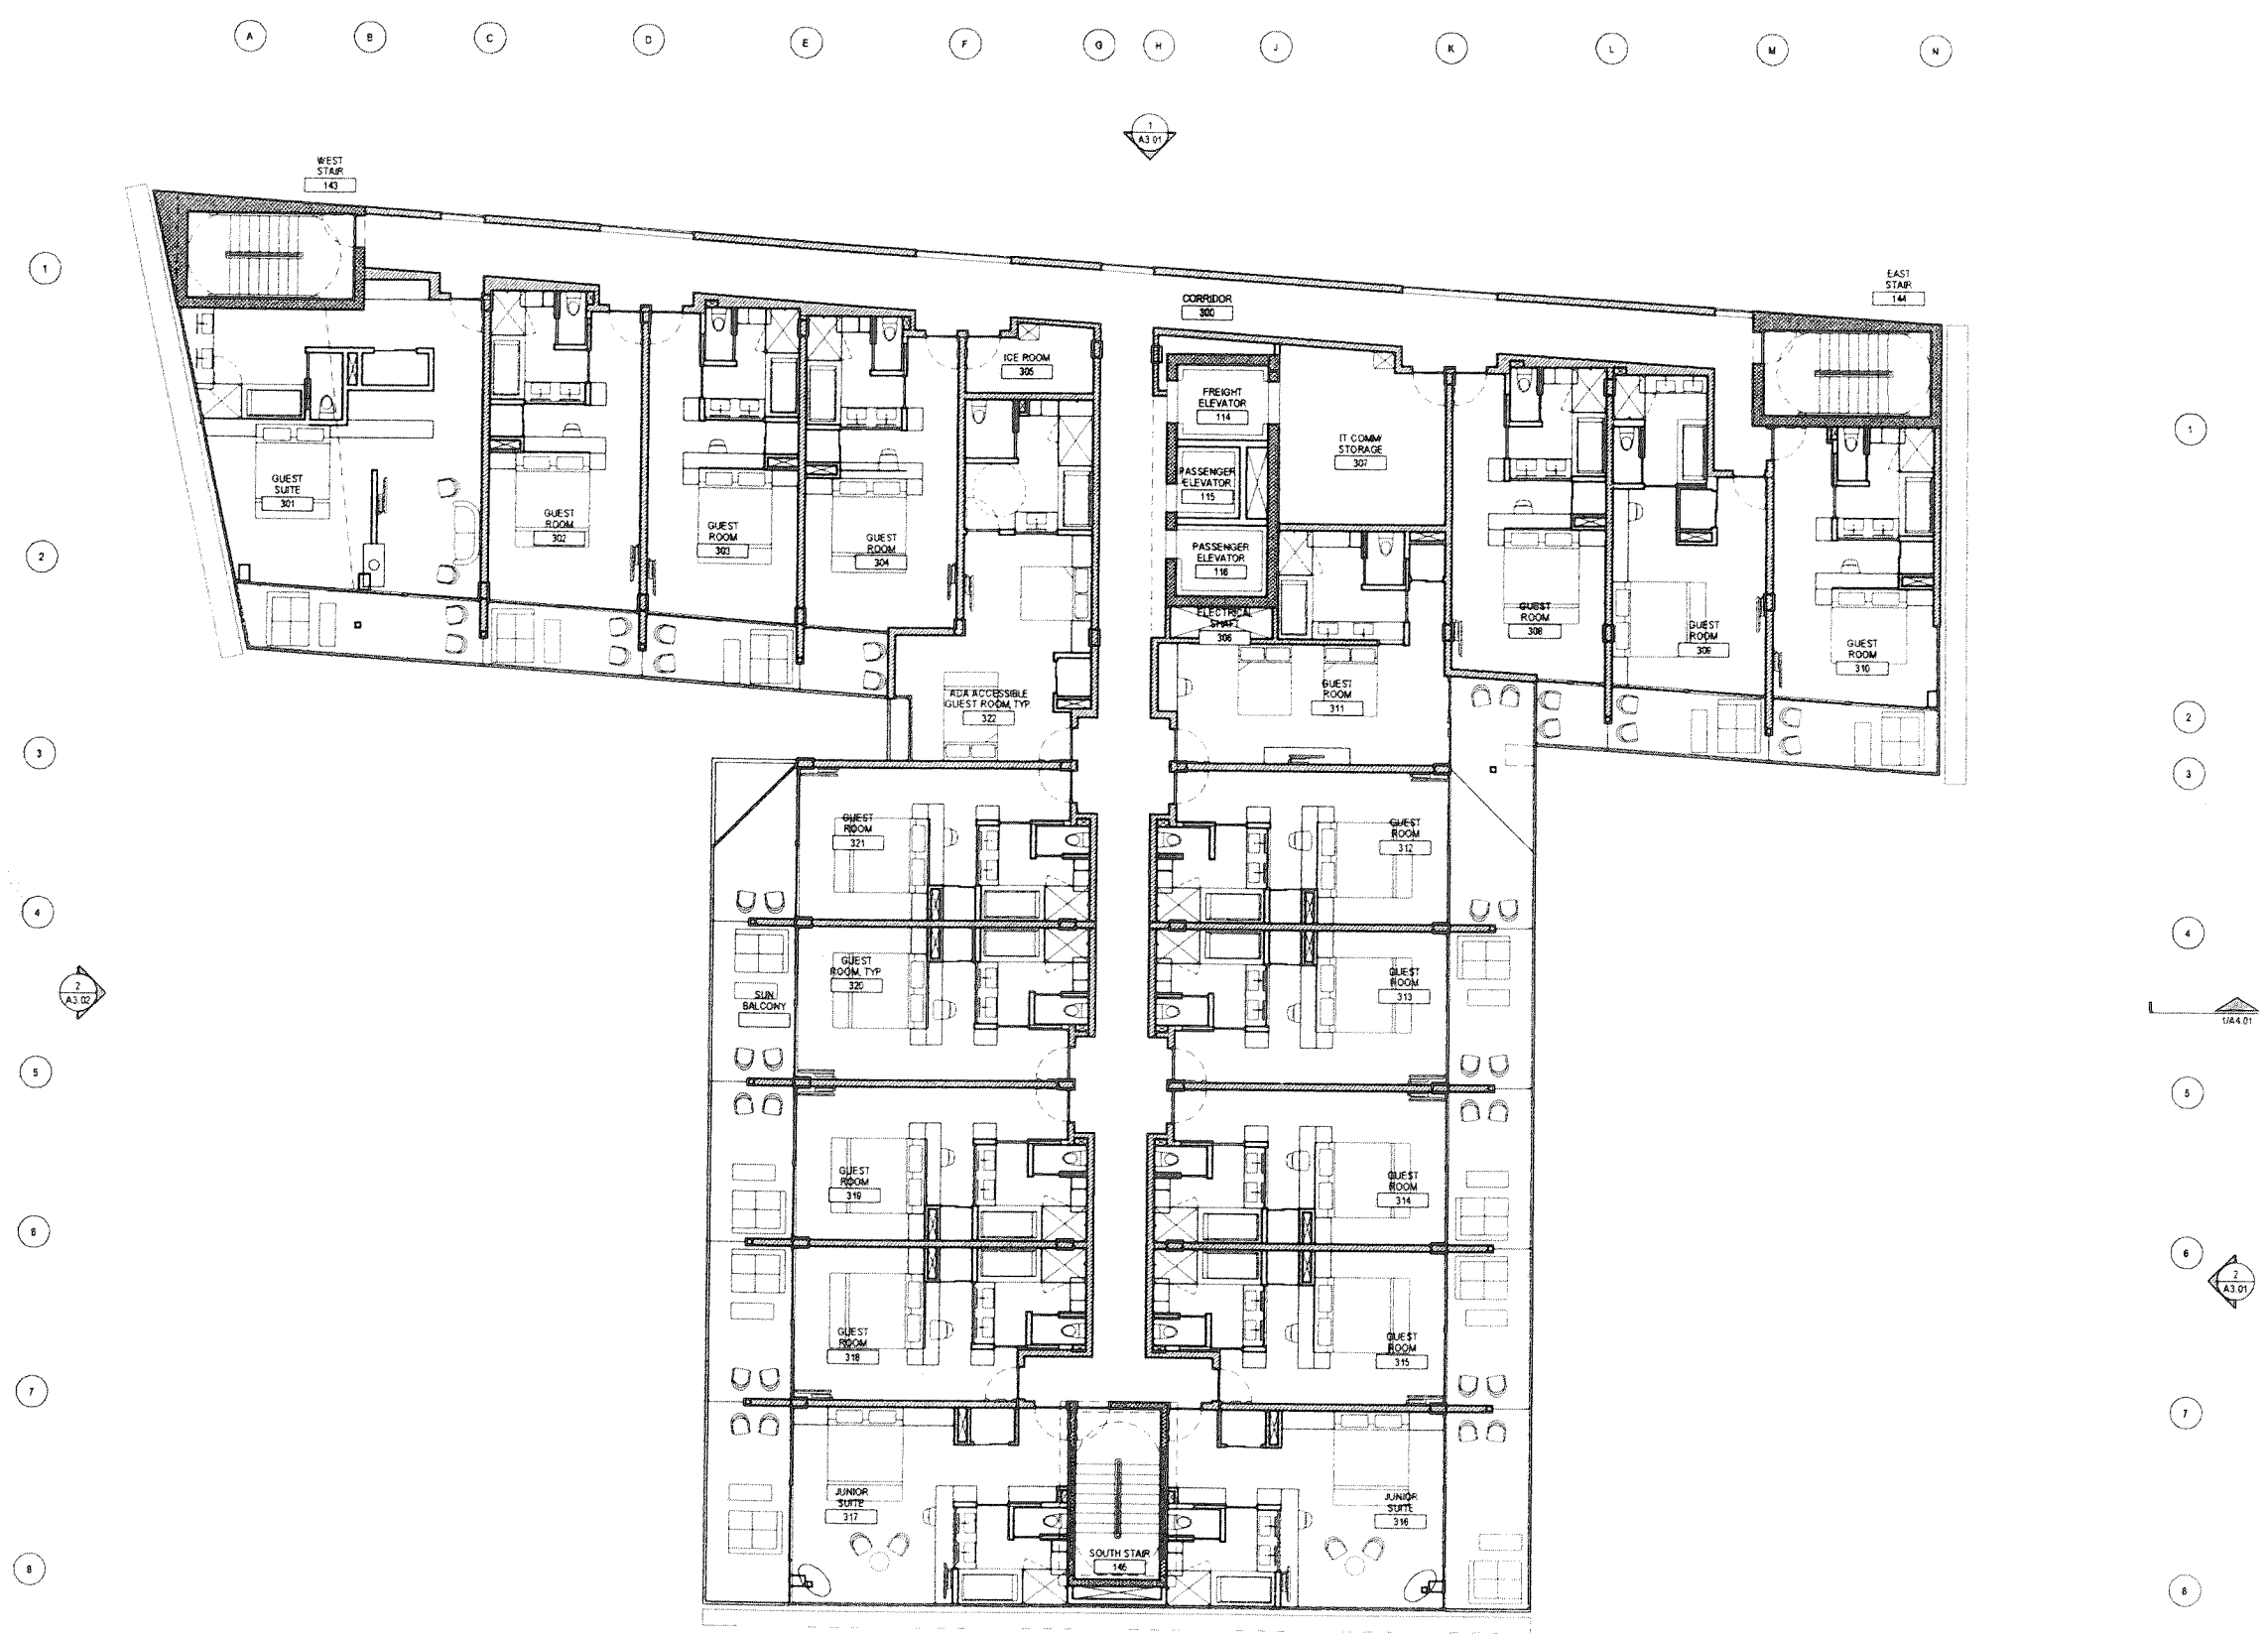 A
B
C
D
E
F
G
H
J
K
L
M
N
1
A3.01
WEST
STAIR
143
1
EAST
STAIR
144
CORRIDOR
300
ICE ROOM
305
FREIGHT
ELEVATOR
114
IT COMM/
STORAGE
307
1
PASSENGER
ELEVATOR
115
GUEST
SUITE
301
GUEST
ROOM
302
GUEST
ROOM
303
GUEST
ROOM
304
PASSENGER
ELEVATOR
116
2
ELECTRICAL
SHAFT
306
GUEST
ROOM
308
GUEST
ROOM
309
GUEST
ROOM
310
ADA ACCESSIBLE
GUEST ROOM, TYP.
322
GUEST
ROOM
311
2
3
3
GUEST
ROOM
321
GUEST
ROOM
312
4
4
GUEST
ROOM, TYP
320
GUEST
ROOM
313
2
A3.02
SUN
BALCONY
1/A4.01
5
5
GUEST
ROOM
319
GUEST
ROOM
314
6
6
2
A3.01
GUEST
ROOM
318
GUEST
ROOM
315
7
7
JUNIOR
SUITE
317
JUNIOR
SUITE
316
SOUTH STAIR
145
8
8